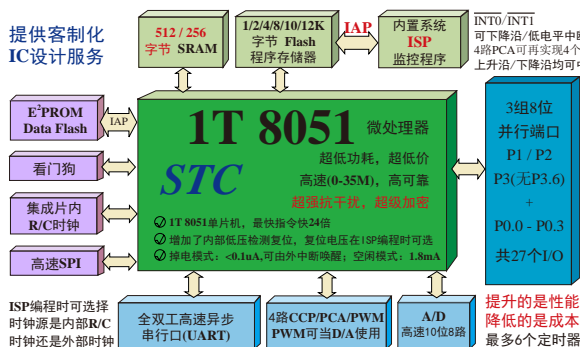 提供客制化
IC设计服务
512 / 256
字节 SRAM
1/2/4/8/10/12K
字节 Flash
程序存储器
IAP
内置系统
ISP
监控程序
INT0/INT1
可下降沿/低电平中断
4路PCA可再实现4个
上升沿/下降沿均可中
E²PROM
Data Flash
IAP
看门狗
集成片内
R/C时钟
高速SPI
1T 8051 微处理器
STC
超低功耗，超低价
高速(0-35M)，高可靠
超强抗干扰，超级加密
1T 8051单片机，最快指令快24倍
增加了内部低压检测复位，复位电压在ISP编程时可选
掉电模式：<0.1uA,可由外中断唤醒；空闲模式：1.8mA
3组8位
并行端口
P1 / P2
P3(无P3.6)
+
P0.0 - P0.3
共27个I/O
ISP编程时可选择
时钟源是内部R/C
时钟还是外部时钟
全双工高速异步
串行口(UART)
4路CCP/PCA/PWM
PWM可当D/A使用
A/D
高速10位8路
提升的是性能
降低的是成本
最多6个定时器